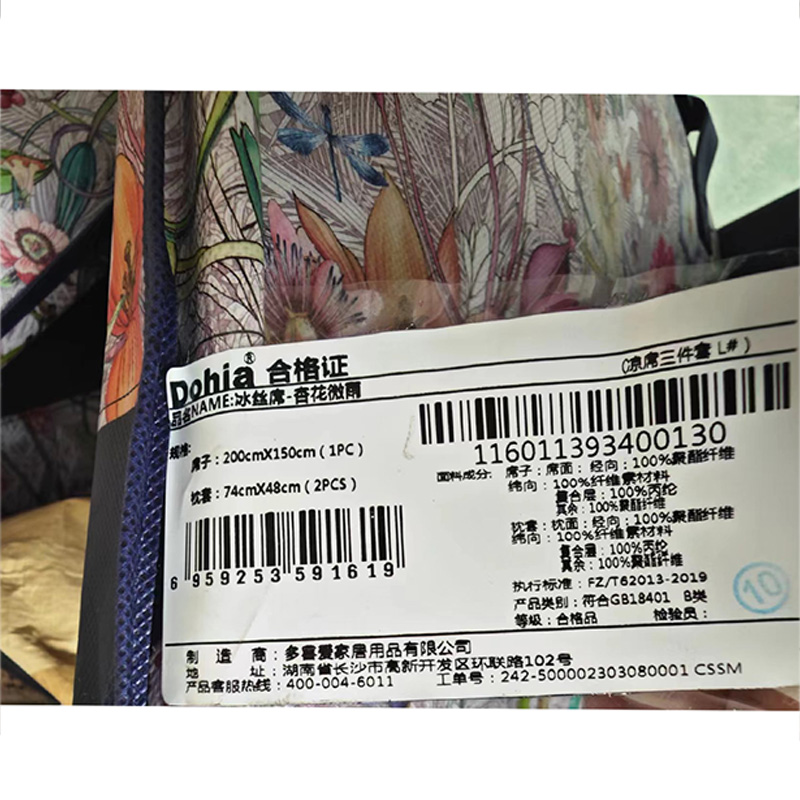 Dohia® 合格证
(凉席三件套 L#)
品名NAME:冰丝席-杏花微雨
规格:
席子:200cmX150cm(1PC)
枕套:74cmX48cm(2PCS)
6 959253 591619
116011393400130
面料成分: 席子:席面:经向:100%聚酯纤维
纬向:100%纤维素材料
复合层:100%丙纶
其余:100%聚酯纤维
枕套:枕面:经向:100%聚酯纤维
纬向:100%纤维素材料
复合层:100%丙纶
其余:100%聚酯纤维
执行标准:FZ/T62013-2019
产品类别:符合GB18401 B类
等级:合格品 检验员:
10
制造商:多喜爱家居用品有限公司
地址:湖南省长沙市高新开发区环联路102号
产品客服热线:400-004-6011 工单号:242-500002303080001 CSSM